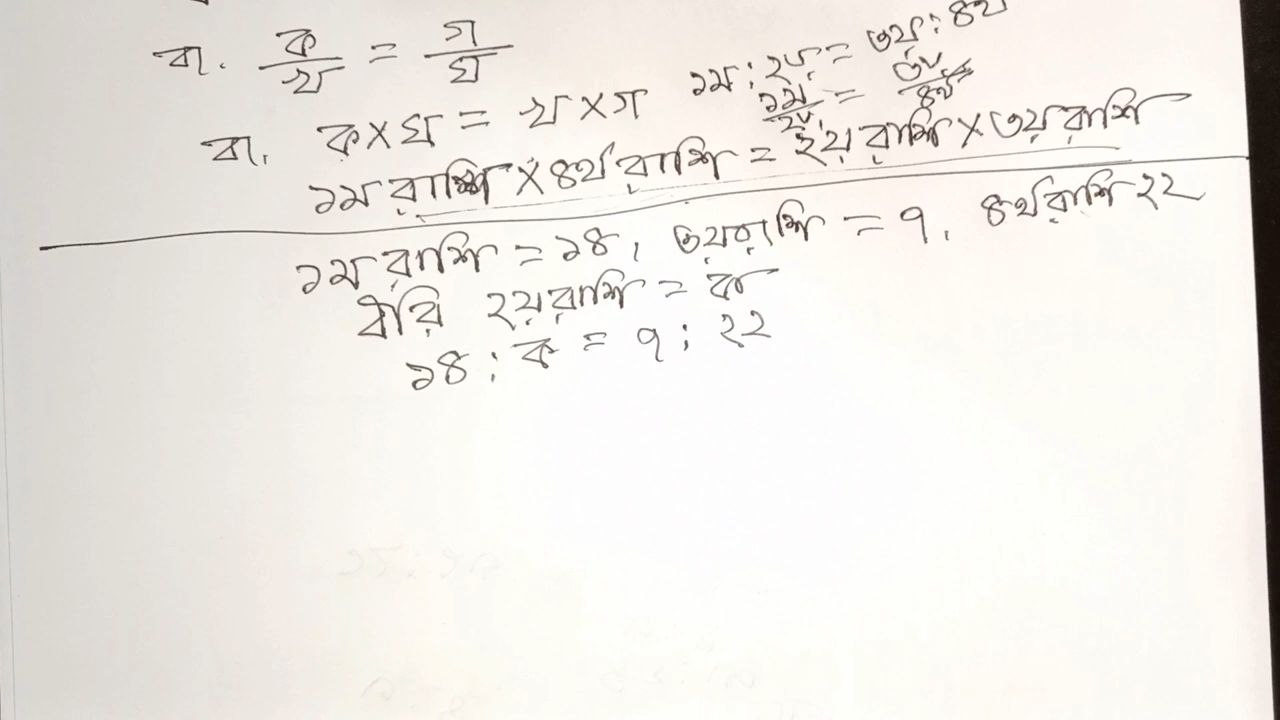 বা, ক/খ = গ/ঘ
বা, ক×ঘ = খ×গ
১ম : ২য় = ৩য় : ৪র্থ
১ম/২য় = ৩য়/৪র্থ
১ম রাশি × ৪র্থ রাশি = ২য় রাশি × ৩য় রাশি
১ম রাশি = ১৪, ৩য় রাশি = ৭, ৪র্থ রাশি ২২
ধরি ২য় রাশি = ক
১৪ : ক = ৭ : ২২